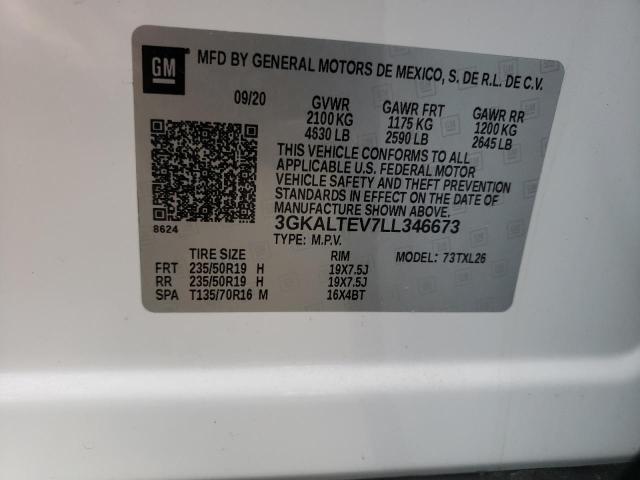 GM
MFD BY GENERAL MOTORS DE MEXICO, S. DE R.L. DE C.V.
09/20 GVWR GAWR FRT GAWR RR
2100 KG 1175 KG 1200 KG
4630 LB 2590 LB 2645 LB
THIS VEHICLE CONFORMS TO ALL
APPLICABLE U.S. FEDERAL MOTOR
VEHICLE SAFETY AND THEFT PREVENTION
STANDARDS IN EFFECT ON THE DATE OF
MANUFACTURE SHOWN ABOVE.
8624 3GKALTEV7LL346673
TYPE: M.P.V.
TIRE SIZE RIM MODEL: 73TXL26
FRT 235/50R19 H 19X7.5J
RR 235/50R19 H 19X7.5J
SPA T135/70R16 M 16X4BT